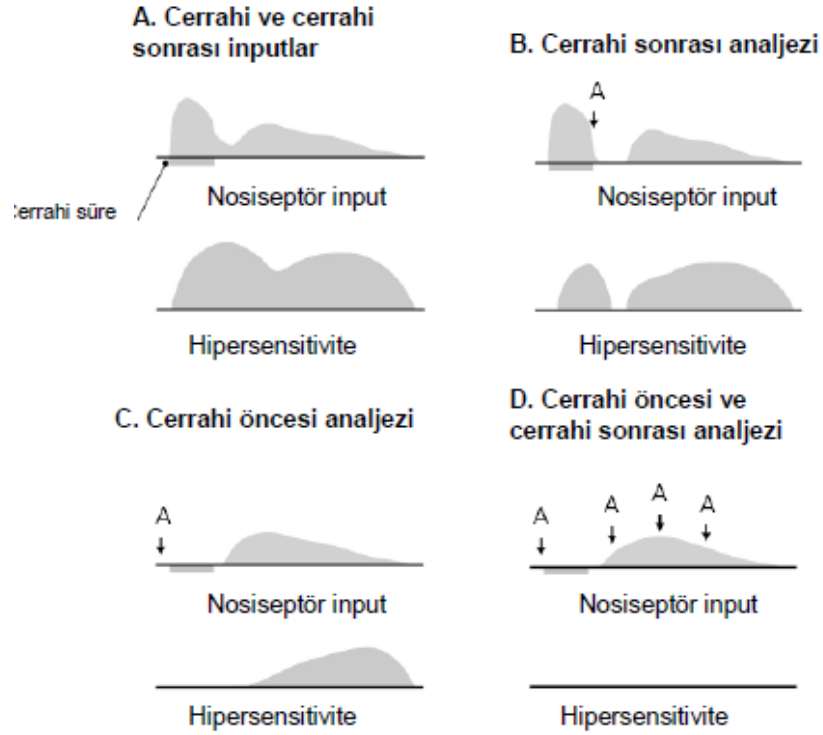 A. Cerrahi ve cerrahi
sonrası inputlar
Nosiseptör input
süre
Hipersensitivite
B. Cerrahi sonrası analjezi
A
Nosiseptör input
Hipersensitivite
C. Cerrahi öncesi analjezi
A
Nosiseptör input
Hipersensitivite
D. Cerrahi öncesi ve
cerrahi sonrası analjezi
A A A A
Nosiseptör input
Hipersensitivite